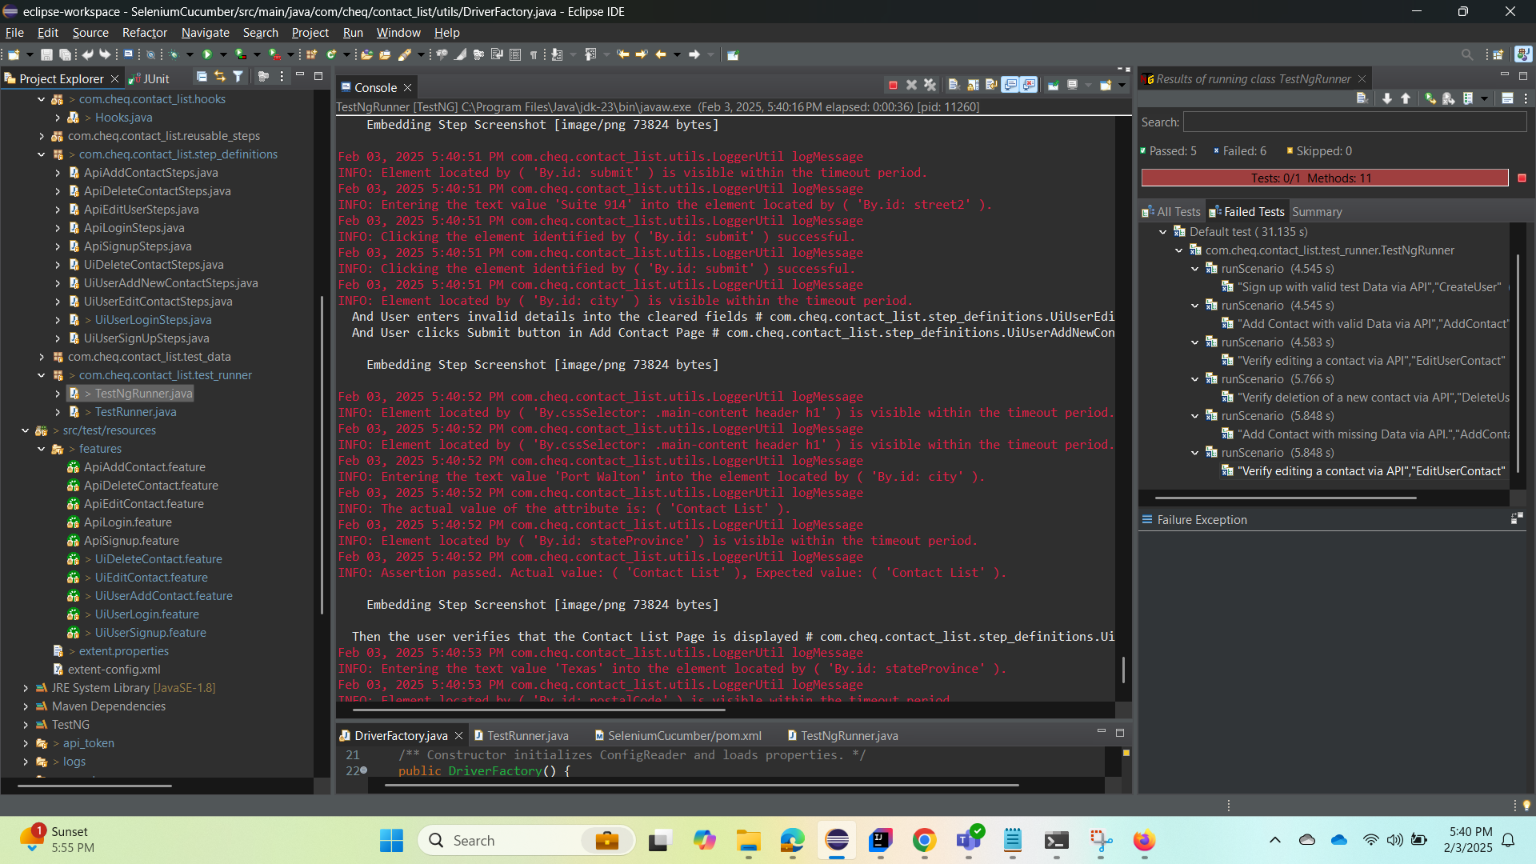 eclipse-workspace - SeleniumCucumber/src/main/java/com/cheq/contact_list/utils/DriverFactory.java - Eclipse IDE
File Edit Source Refactor Navigate Search Project Run Window Help
Project Explorer JUnit
> com.cheq.contact_list.hooks
> Hooks.java
com.cheq.contact_list.reusable_steps
> com.cheq.contact_list.step_definitions
ApiAddContactSteps.java
ApiDeleteContactSteps.java
ApiEditUserSteps.java
ApiLoginSteps.java
ApiSignupSteps.java
UiDeleteContactSteps.java
UiUserAddNewContactSteps.java
UiUserEditContactSteps.java
> UiUserLoginSteps.java
UiUserSignUpSteps.java
com.cheq.contact_list.test_data
> com.cheq.contact_list.test_runner
> TestNgRunner.java
> TestRunner.java
> src/test/resources
> features
ApiAddContact.feature
ApiDeleteContact.feature
ApiEditContact.feature
ApiLogin.feature
ApiSignup.feature
> UiDeleteContact.feature
> UiEditContact.feature
> UiUserAddContact.feature
> UiUserLogin.feature
> UiUserSignup.feature
> extent.properties
extent-config.xml
JRE System Library [JavaSE-1.8]
Maven Dependencies
TestNG
> api_token
> logs
Console
TestNgRunner [TestNG] C:\Program Files\Java\jdk-23\bin\javaw.exe (Feb 3, 2025, 5:40:16 PM elapsed: 0:00:36) [pid: 11260]
Embedding Step Screenshot [image/png 73824 bytes]
Feb 03, 2025 5:40:51 PM com.cheq.contact_list.utils.LoggerUtil logMessage
INFO: Element located by ( 'By.id: submit' ) is visible within the timeout period.
Feb 03, 2025 5:40:51 PM com.cheq.contact_list.utils.LoggerUtil logMessage
INFO: Entering the text value 'Suite 914' into the element located by ( 'By.id: street2' ).
Feb 03, 2025 5:40:51 PM com.cheq.contact_list.utils.LoggerUtil logMessage
INFO: Clicking the element identified by ( 'By.id: submit' ) successful.
Feb 03, 2025 5:40:51 PM com.cheq.contact_list.utils.LoggerUtil logMessage
INFO: Clicking the element identified by ( 'By.id: submit' ) successful.
Feb 03, 2025 5:40:51 PM com.cheq.contact_list.utils.LoggerUtil logMessage
INFO: Element located by ( 'By.id: city' ) is visible within the timeout period.
And User enters invalid details into the cleared fields # com.cheq.contact_list.step_definitions.UiUserEdi
And User clicks Submit button in Add Contact Page # com.cheq.contact_list.step_definitions.UiUserAddNewCon
Embedding Step Screenshot [image/png 73824 bytes]
Feb 03, 2025 5:40:52 PM com.cheq.contact_list.utils.LoggerUtil logMessage
INFO: Element located by ( 'By.cssSelector: .main-content header h1' ) is visible within the timeout period.
Feb 03, 2025 5:40:52 PM com.cheq.contact_list.utils.LoggerUtil logMessage
INFO: Element located by ( 'By.cssSelector: .main-content header h1' ) is visible within the timeout period.
Feb 03, 2025 5:40:52 PM com.cheq.contact_list.utils.LoggerUtil logMessage
INFO: Entering the text value 'Port Walton' into the element located by ( 'By.id: city' ).
Feb 03, 2025 5:40:52 PM com.cheq.contact_list.utils.LoggerUtil logMessage
INFO: The actual value of the attribute is: ( 'Contact List' ).
Feb 03, 2025 5:40:52 PM com.cheq.contact_list.utils.LoggerUtil logMessage
INFO: Element located by ( 'By.id: stateProvince' ) is visible within the timeout period.
Feb 03, 2025 5:40:52 PM com.cheq.contact_list.utils.LoggerUtil logMessage
INFO: Assertion passed. Actual value: ( 'Contact List' ), Expected value: ( 'Contact List' ).
Embedding Step Screenshot [image/png 73824 bytes]
Then the user verifies that the Contact List Page is displayed # com.cheq.contact_list.step_definitions.Ui
Feb 03, 2025 5:40:53 PM com.cheq.contact_list.utils.LoggerUtil logMessage
INFO: Entering the text value 'Texas' into the element located by ( 'By.id: stateProvince' ).
Feb 03, 2025 5:40:53 PM com.cheq.contact_list.utils.LoggerUtil logMessage
INFO: Element located by ( 'By.id: postalCode' ) is visible within the timeout period.
DriverFactory.java TestRunner.java SeleniumCucumber/pom.xml TestNgRunner.java
21 /** Constructor initializes ConfigReader and loads properties. */
22 public DriverFactory() {
Results of running class TestNgRunner
Search:
Passed: 5 Failed: 6 Skipped: 0
Tests: 0/1 Methods: 11
All Tests Failed Tests Summary
Default test ( 31.135 s)
com.cheq.contact_list.test_runner.TestNgRunner
runScenario (4.545 s)
"Sign up with valid test Data via API","CreateUser"
runScenario (4.545 s)
"Add Contact with valid Data via API","AddContact"
runScenario (4.583 s)
"Verify editing a contact via API","EditUserContact"
runScenario (5.766 s)
"Verify deletion of a new contact via API","DeleteUs
runScenario (5.848 s)
"Add Contact with missing Data via API.","AddConta
runScenario (5.848 s)
"Verify editing a contact via API","EditUserContact"
Failure Exception
1
Sunset
5:55 PM
Search
5:40 PM
2/3/2025